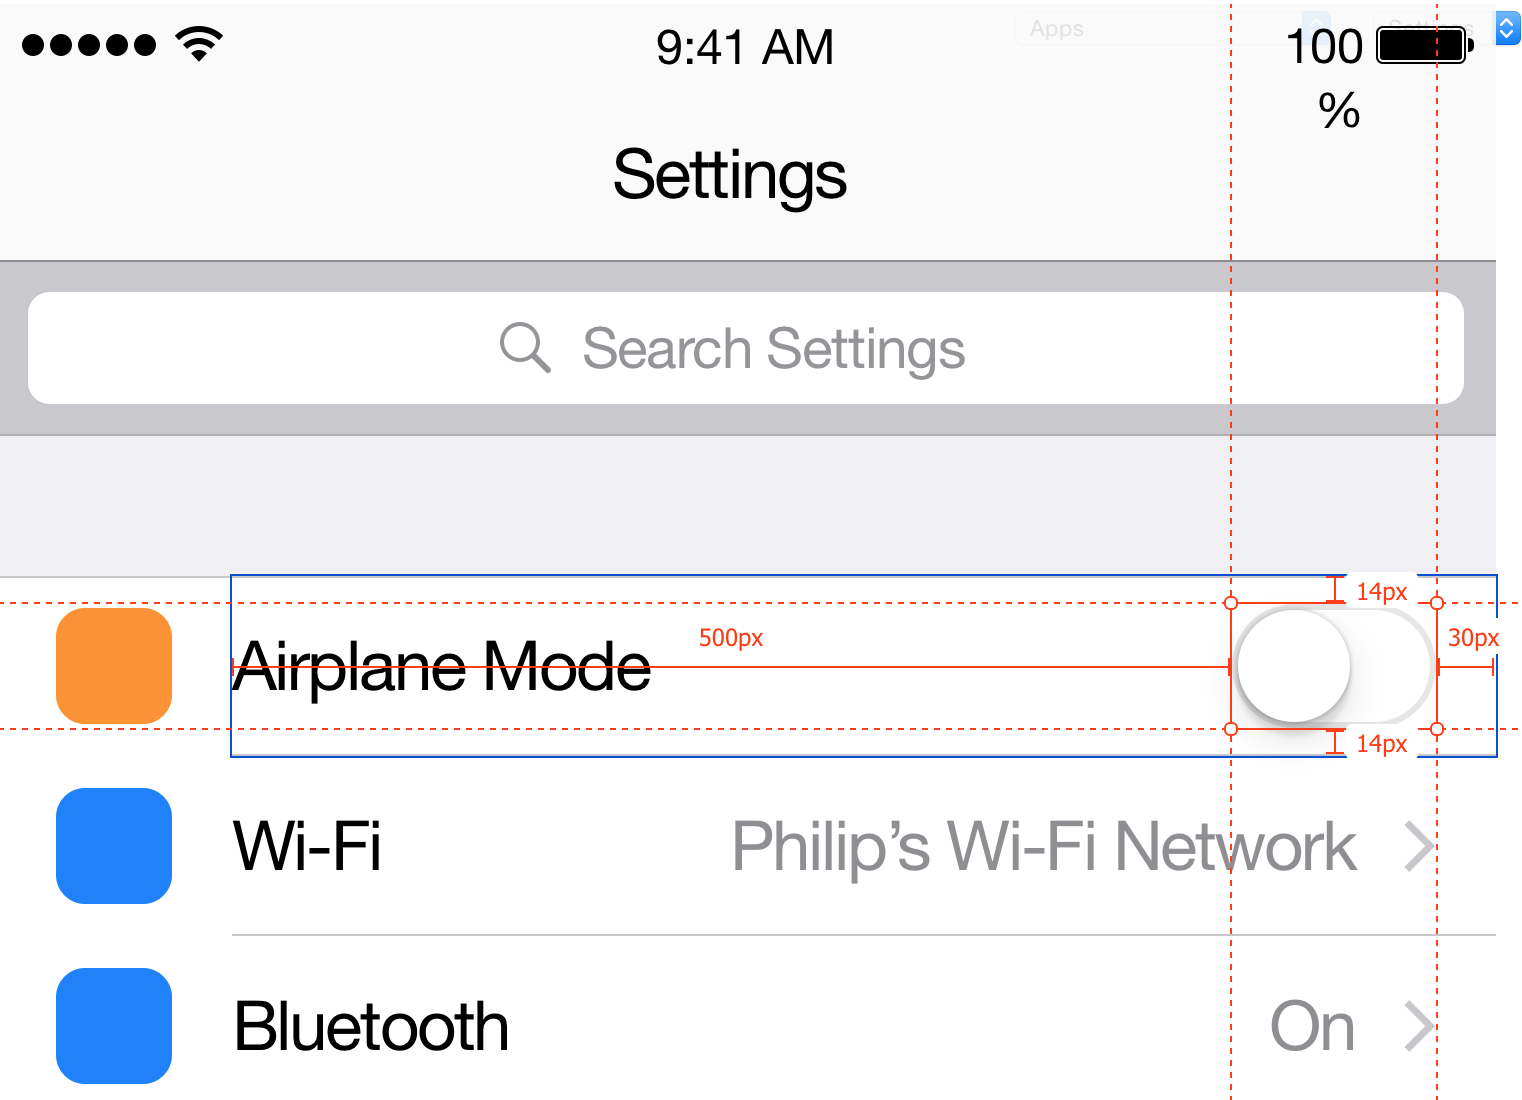 9:41 AM
Apps
Settings
100
%
Settings
Search Settings
14px
Airplane Mode
500px
30px
14px
Wi-Fi
Philip’s Wi-Fi Network
Bluetooth
On